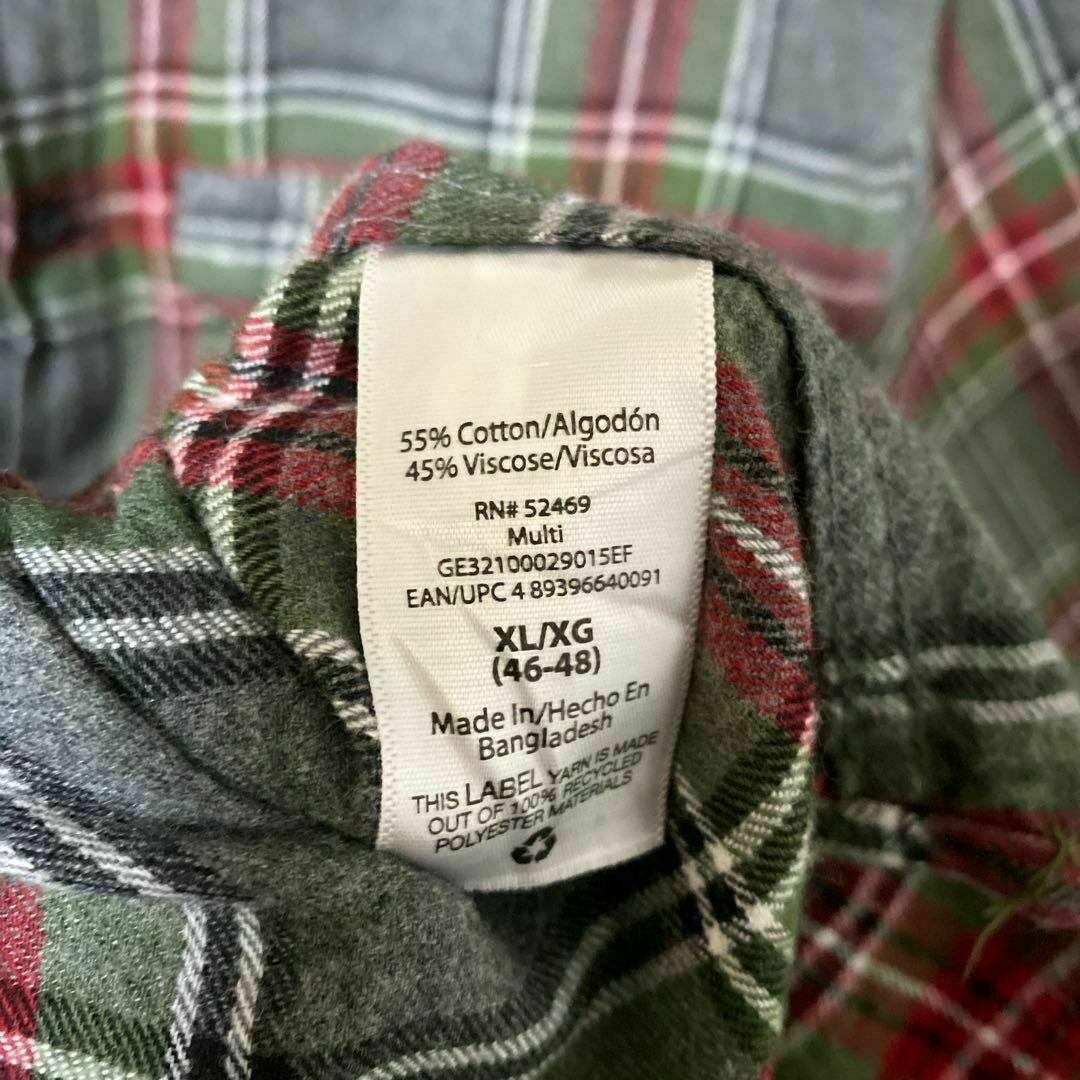 55% Cotton/Algodón
45% Viscose/Viscosa
RN# 52469
Multi
GE32100029015EF
EAN/UPC 4 89396640091
XL/XG
(46-48)
Made In/Hecho En
Bangladesh
THIS LABEL YARN IS MADE
OUT OF 100% RECYCLED
POLYESTER MATERIALS